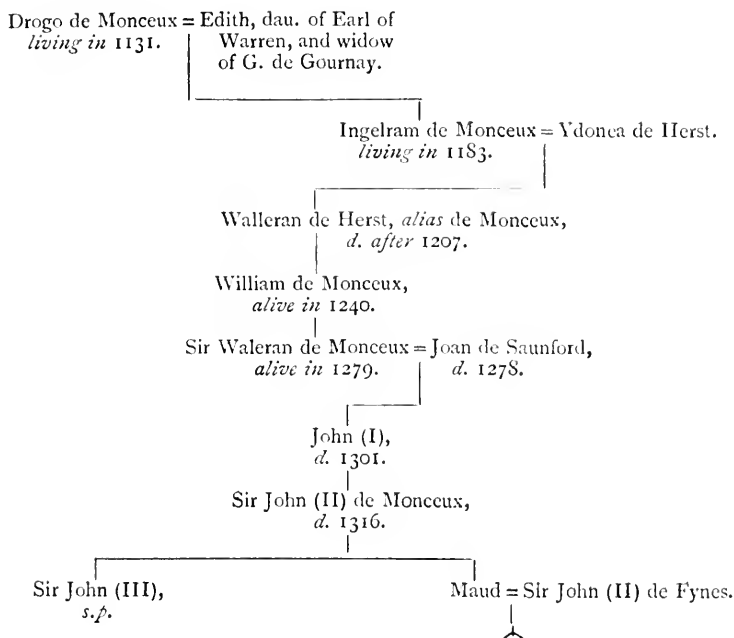 Drogo de Monceux = Edith, dau. of Earl of
living in 1131. Warren, and widow
of G. de Gournay.
Ingelram de Monceux = Ydonea de Herst.
living in 1183.
Walleran de Herst, alias de Monceux,
d. after 1207.
William de Monceux,
alive in 1240.
Sir Waleran de Monceux = Joan de Saunford,
alive in 1279. d. 1278.
John (I),
d. 1301.
Sir John (II) de Monceux,
d. 1316.
Sir John (III), Maud = Sir John (II) de Fynes.
s.p.